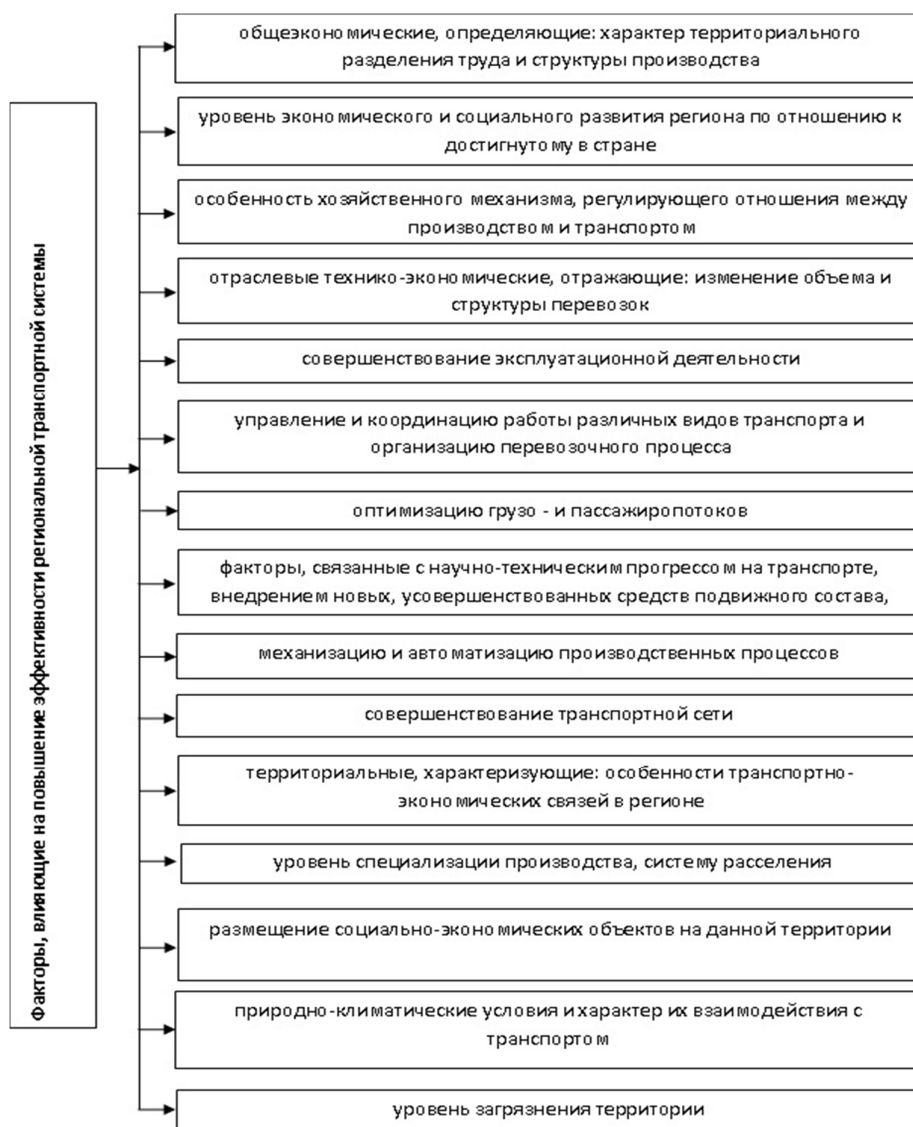 Факторы, влияющие на повышение эффективности региональной транспортной системы
общеэкономические, определяющие: характер территориального
разделения труда и структуры производства
уровень экономического и социального развития региона по отношению к
достигнутому в стране
особенность хозяйственного механизма, регулирующего отношения между
производством и транспортом
отраслевые технико-экономические, отражающие: изменение объема и
структуры перевозок
совершенствование эксплуатационной деятельности
управление и координацию работы различных видов транспорта и
организацию перевозочного процесса
оптимизацию грузо - и пассажиропотоков
факторы, связанные с научно-техническим прогрессом на транспорте,
внедрением новых, усовершенствованных средств подвижного состава,
механизацию и автоматизацию производственных процессов
совершенствование транспортной сети
территориальные, характеризующие: особенности транспортно-
экономических связей в регионе
уровень специализации производства, систему расселения
размещение социально-экономических объектов на данной территории
природно-климатические условия и характер их взаимодействия с
транспортом
уровень загрязнения территории